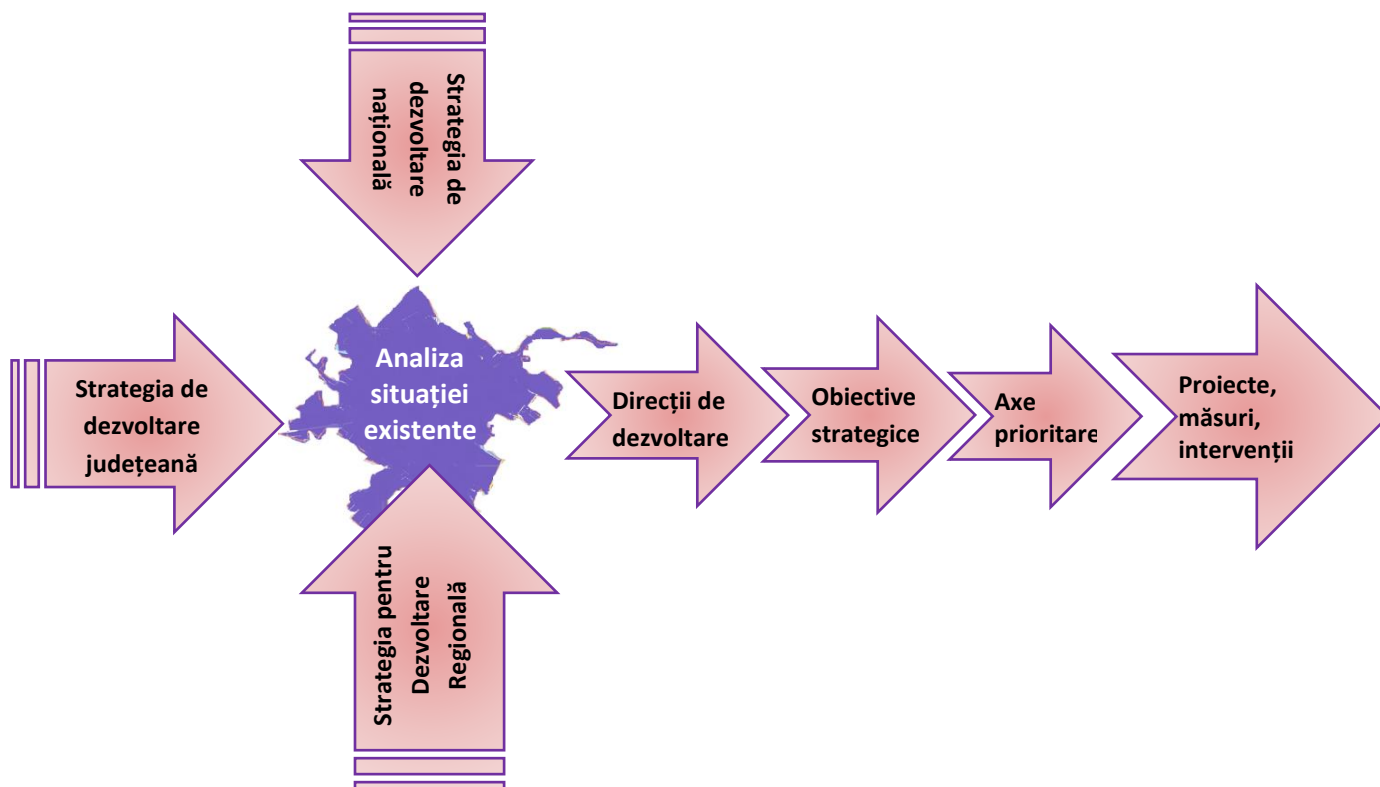 Strategia de
dezvoltare
națională
Strategia de
dezvoltare
județeană
Analiza
situației
existente
Strategia pentru
Dezvoltare
Regională
Direcții de
dezvoltare
Obiective
strategice
Axe
prioritare
Proiecte,
măsuri,
intervenții